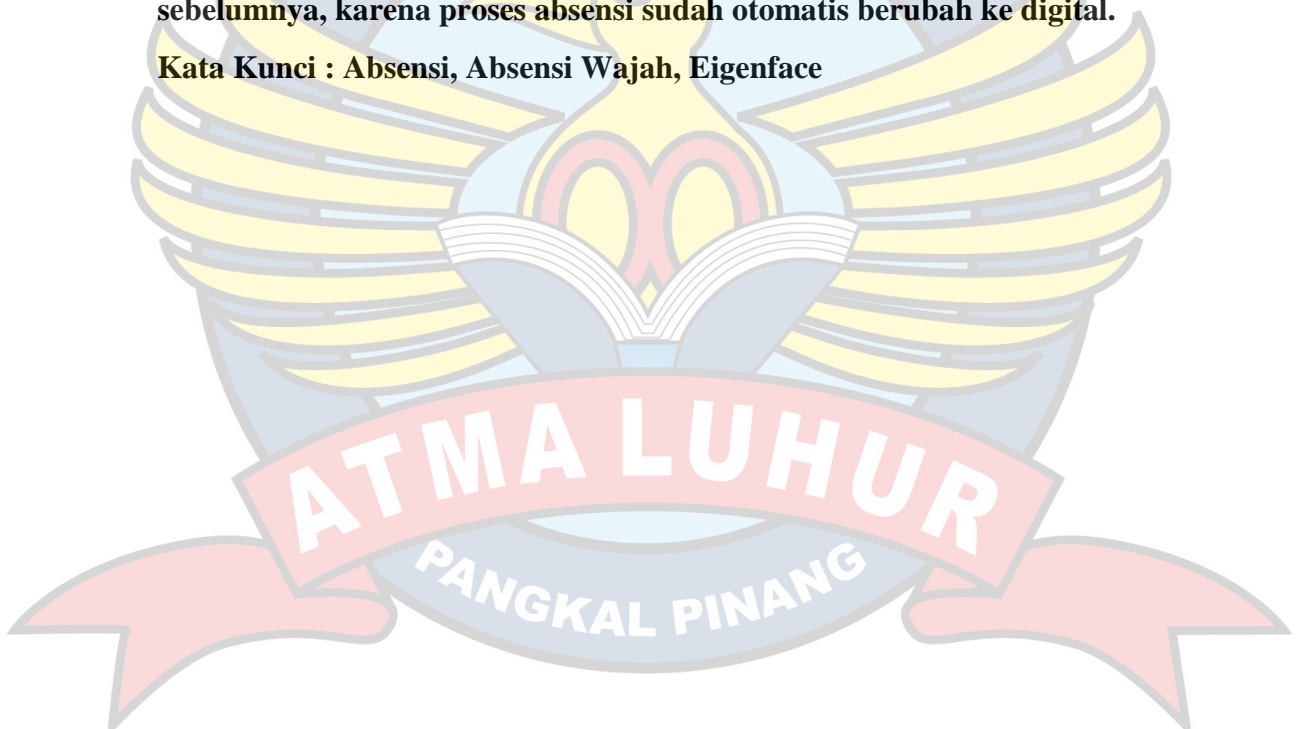 sebelumnya, karena proses absensi sudah otomatis berubah ke digital.
Kata Kunci : Absensi, Absensi Wajah, Eigenface
ATMA LUHUR
PANGKAL PINANG